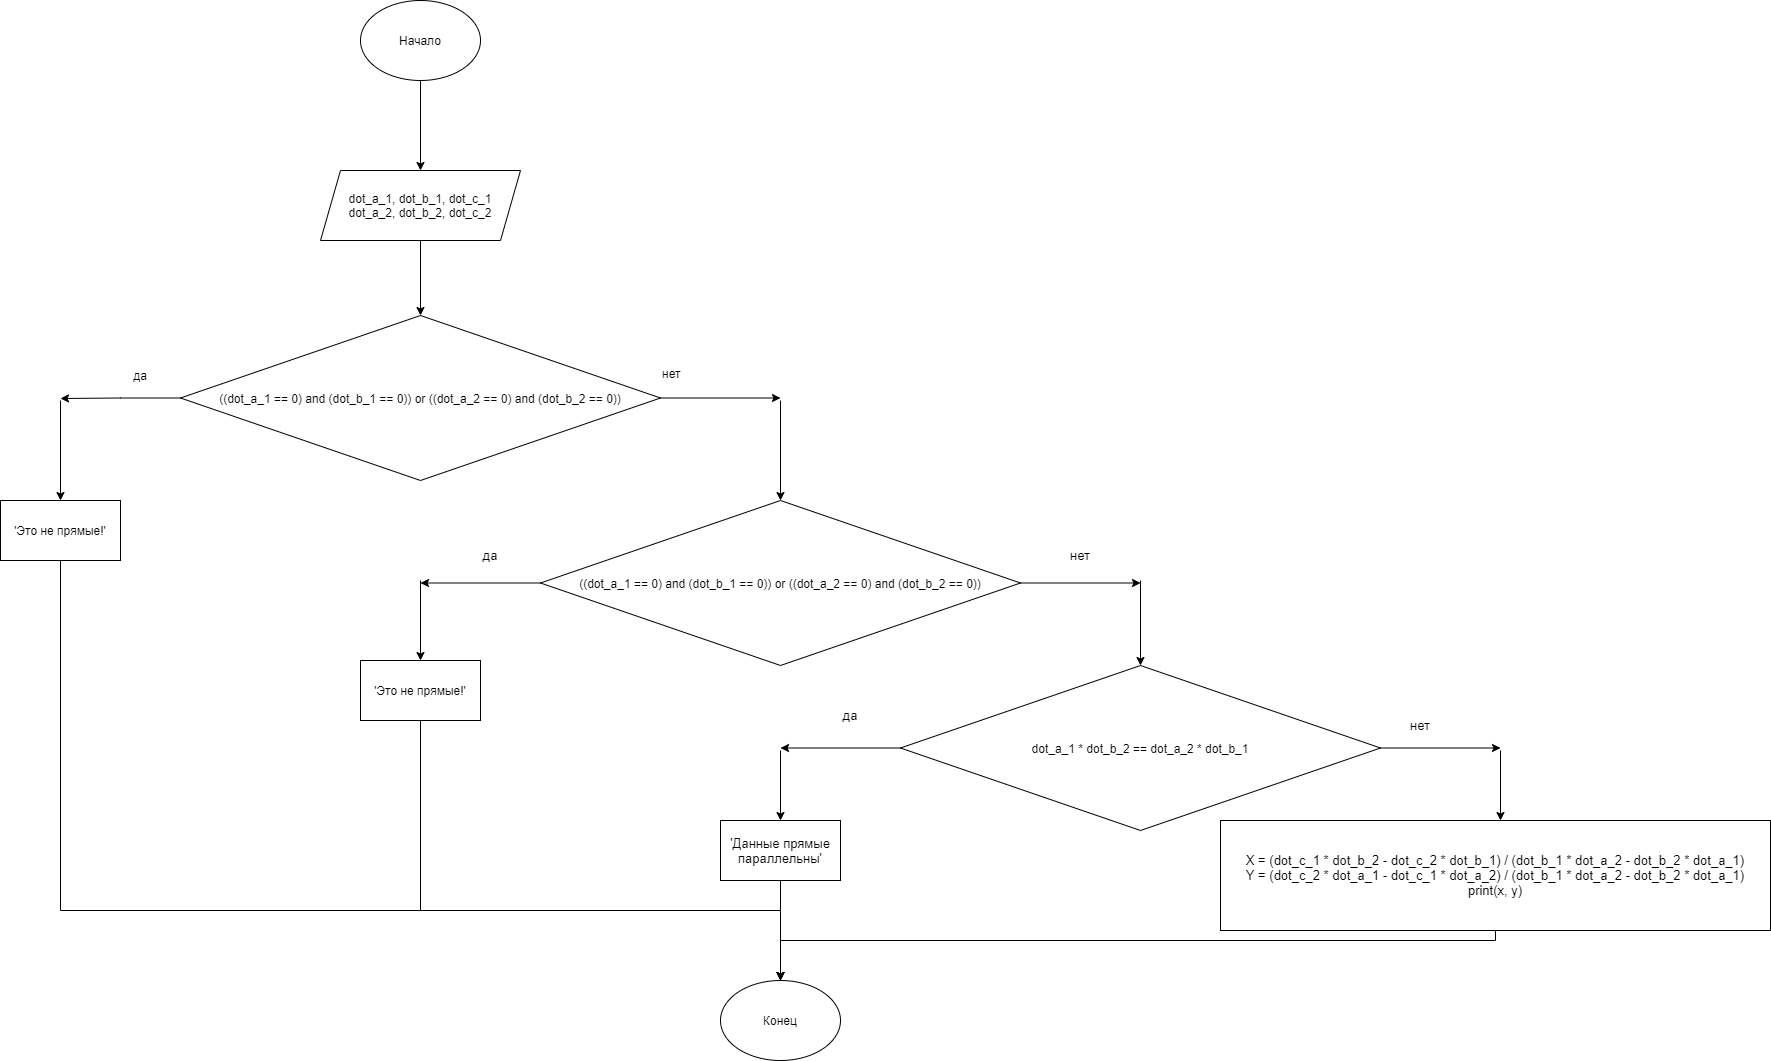 Начало
dot_a_1, dot_b_1, dot_c_1
dot_a_2, dot_b_2, dot_c_2
да
нет
((dot_a_1 == 0) and (dot_b_1 == 0)) or ((dot_a_2 == 0) and (dot_b_2 == 0))
'Это не прямые!'
да
нет
((dot_a_1 == 0) and (dot_b_1 == 0)) or ((dot_a_2 == 0) and (dot_b_2 == 0))
'Это не прямые!'
да
нет
dot_a_1 * dot_b_2 == dot_a_2 * dot_b_1
'Данные прямые
параллельны'
X = (dot_c_1 * dot_b_2 - dot_c_2 * dot_b_1) / (dot_b_1 * dot_a_2 - dot_b_2 * dot_a_1)
Y = (dot_c_2 * dot_a_1 - dot_c_1 * dot_a_2) / (dot_b_1 * dot_a_2 - dot_b_2 * dot_a_1)
print(x, y)
Конец